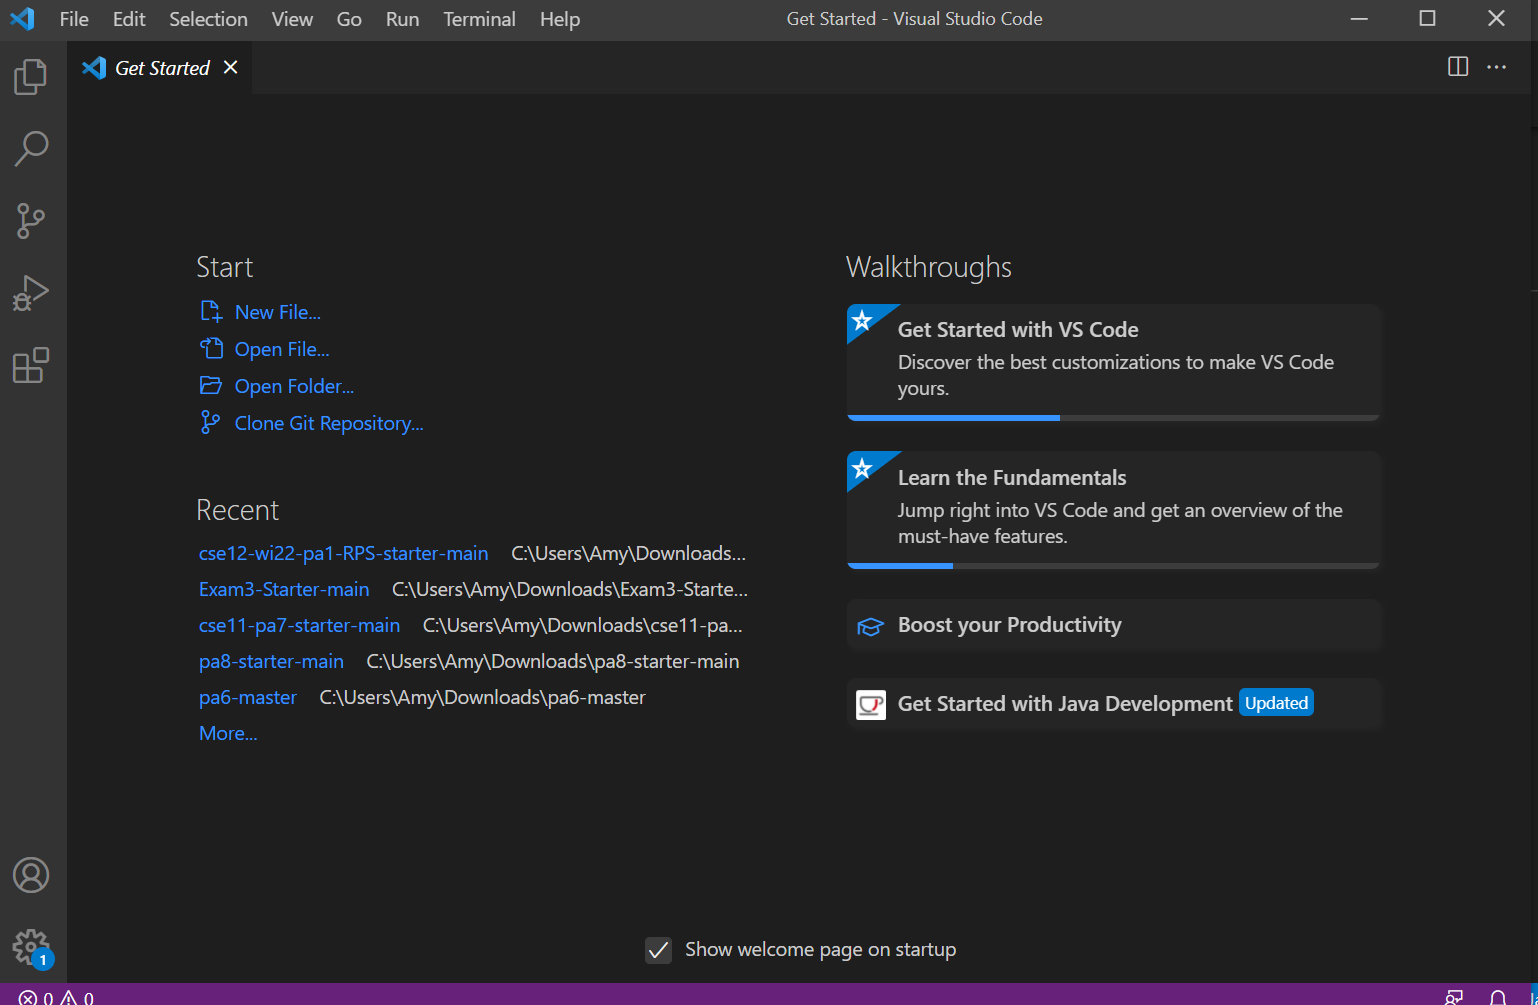 File Edit Selection View Go Run Terminal Help Get Started - Visual Studio Code
Get Started
Start
New File...
Open File...
Open Folder...
Clone Git Repository...
Recent
cse12-wi22-pa1-RPS-starter-main C:\Users\Amy\Downloads...
Exam3-Starter-main C:\Users\Amy\Downloads\Exam3-Starte...
cse11-pa7-starter-main C:\Users\Amy\Downloads\cse11-pa...
pa8-starter-main C:\Users\Amy\Downloads\pa8-starter-main
pa6-master C:\Users\Amy\Downloads\pa6-master
More...
Walkthroughs
Get Started with VS Code
Discover the best customizations to make VS Code
yours.
Learn the Fundamentals
Jump right into VS Code and get an overview of the
must-have features.
Boost your Productivity
Get Started with Java Development Updated
Show welcome page on startup
1
0 0